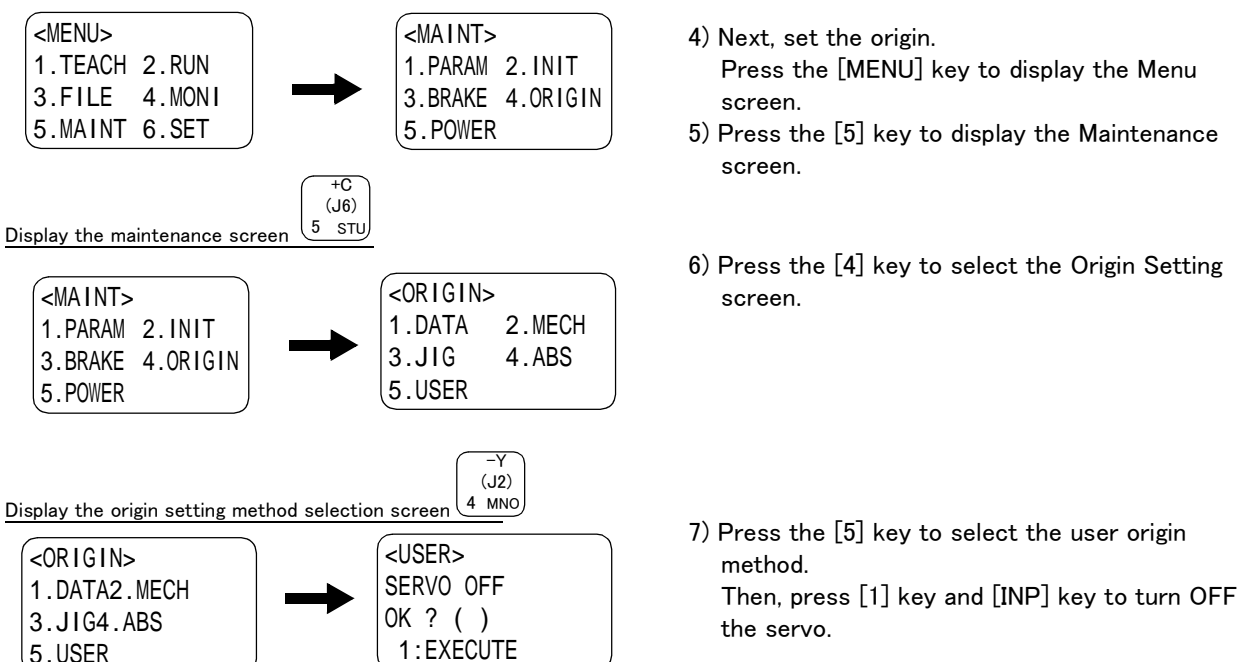 <MENU>
1.TEACH 2.RUN
3.FILE 4.MONI
5.MAINT 6.SET
<MAINT>
1.PARAM 2.INIT
3.BRAKE 4.ORIGIN
5.POWER
4) Next, set the origin.
Press the [MENU] key to display the Menu
screen.
5) Press the [5] key to display the Maintenance
screen.
Display the maintenance screen
+C
(J6)
5 STU
<MAINT>
1.PARAM 2.INIT
3.BRAKE 4.ORIGIN
5.POWER
<ORIGIN>
1.DATA 2.MECH
3.JIG 4.ABS
5.USER
6) Press the [4] key to select the Origin Setting
screen.
Display the origin setting method selection screen
-Y
(J2)
4 MNO
<ORIGIN>
1.DATA2.MECH
3.JIG4.ABS
5.USER
<USER>
SERVO OFF
OK ? ( )
1:EXECUTE
7) Press the [5] key to select the user origin
method.
Then, press [1] key and [INP] key to turn OFF
the servo.